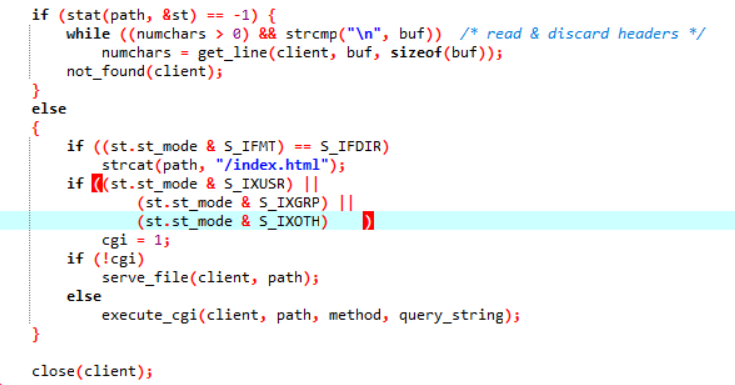 if (stat(path, &st) == -1) {
    while ((numchars > 0) && strcmp("\n", buf))  /* read & discard headers */
        numchars = get_line(client, buf, sizeof(buf));
    not_found(client);
}
else
{
    if ((st.st_mode & S_IFMT) == S_IFDIR)
        strcat(path, "/index.html");
    if ((st.st_mode & S_IXUSR) ||
            (st.st_mode & S_IXGRP) ||
            (st.st_mode & S_IXOTH)    )
        cgi = 1;
    if (!cgi)
        serve_file(client, path);
    else
        execute_cgi(client, path, method, query_string);
}

close(client);